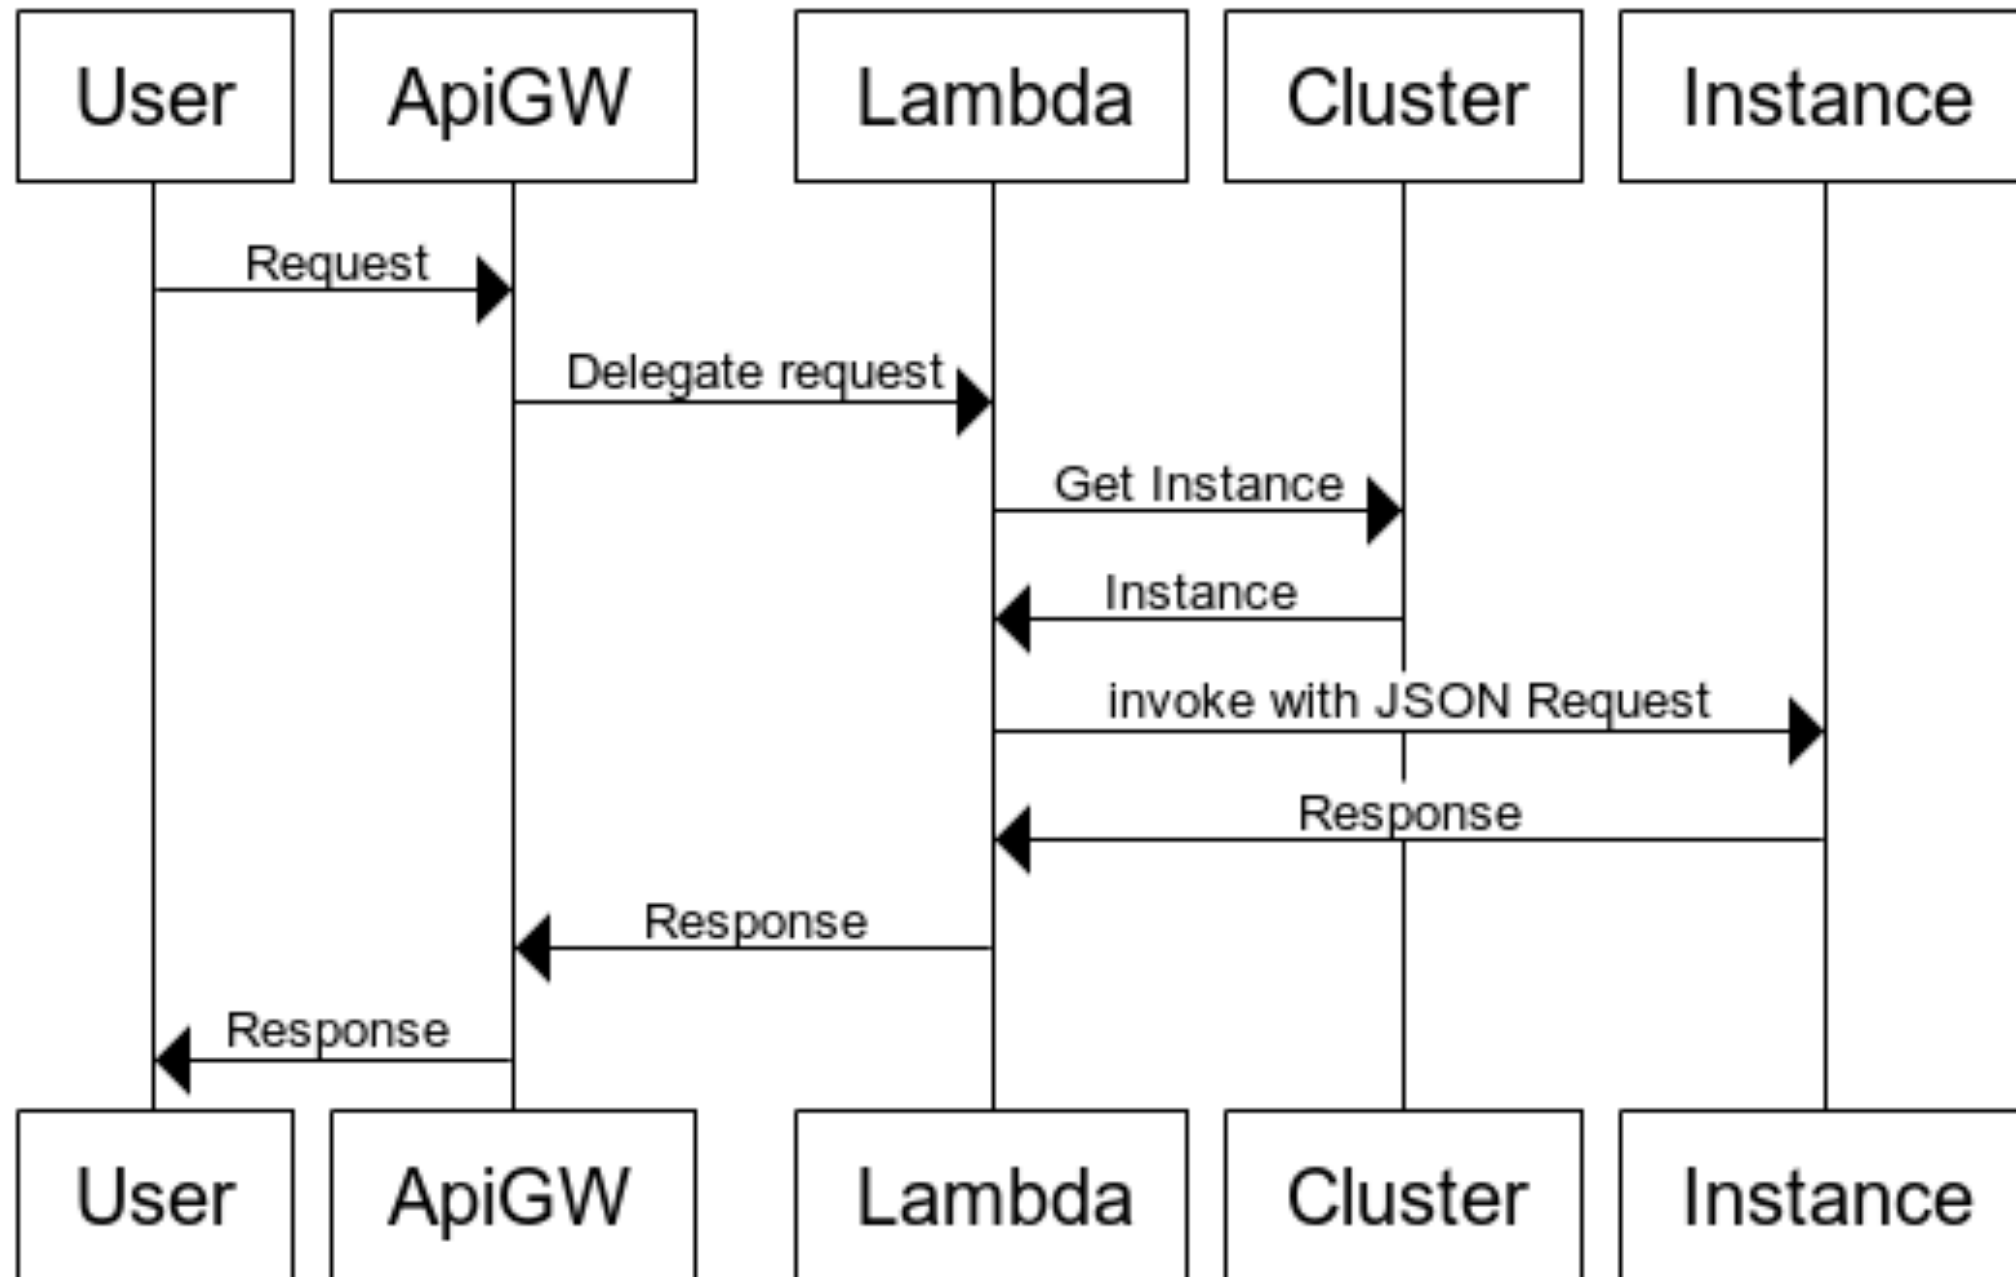 User ApiGW Lambda Cluster Instance
Request
Delegate request
Get Instance
Instance
invoke with JSON Request
Response
Response
Response
User ApiGW Lambda Cluster Instance